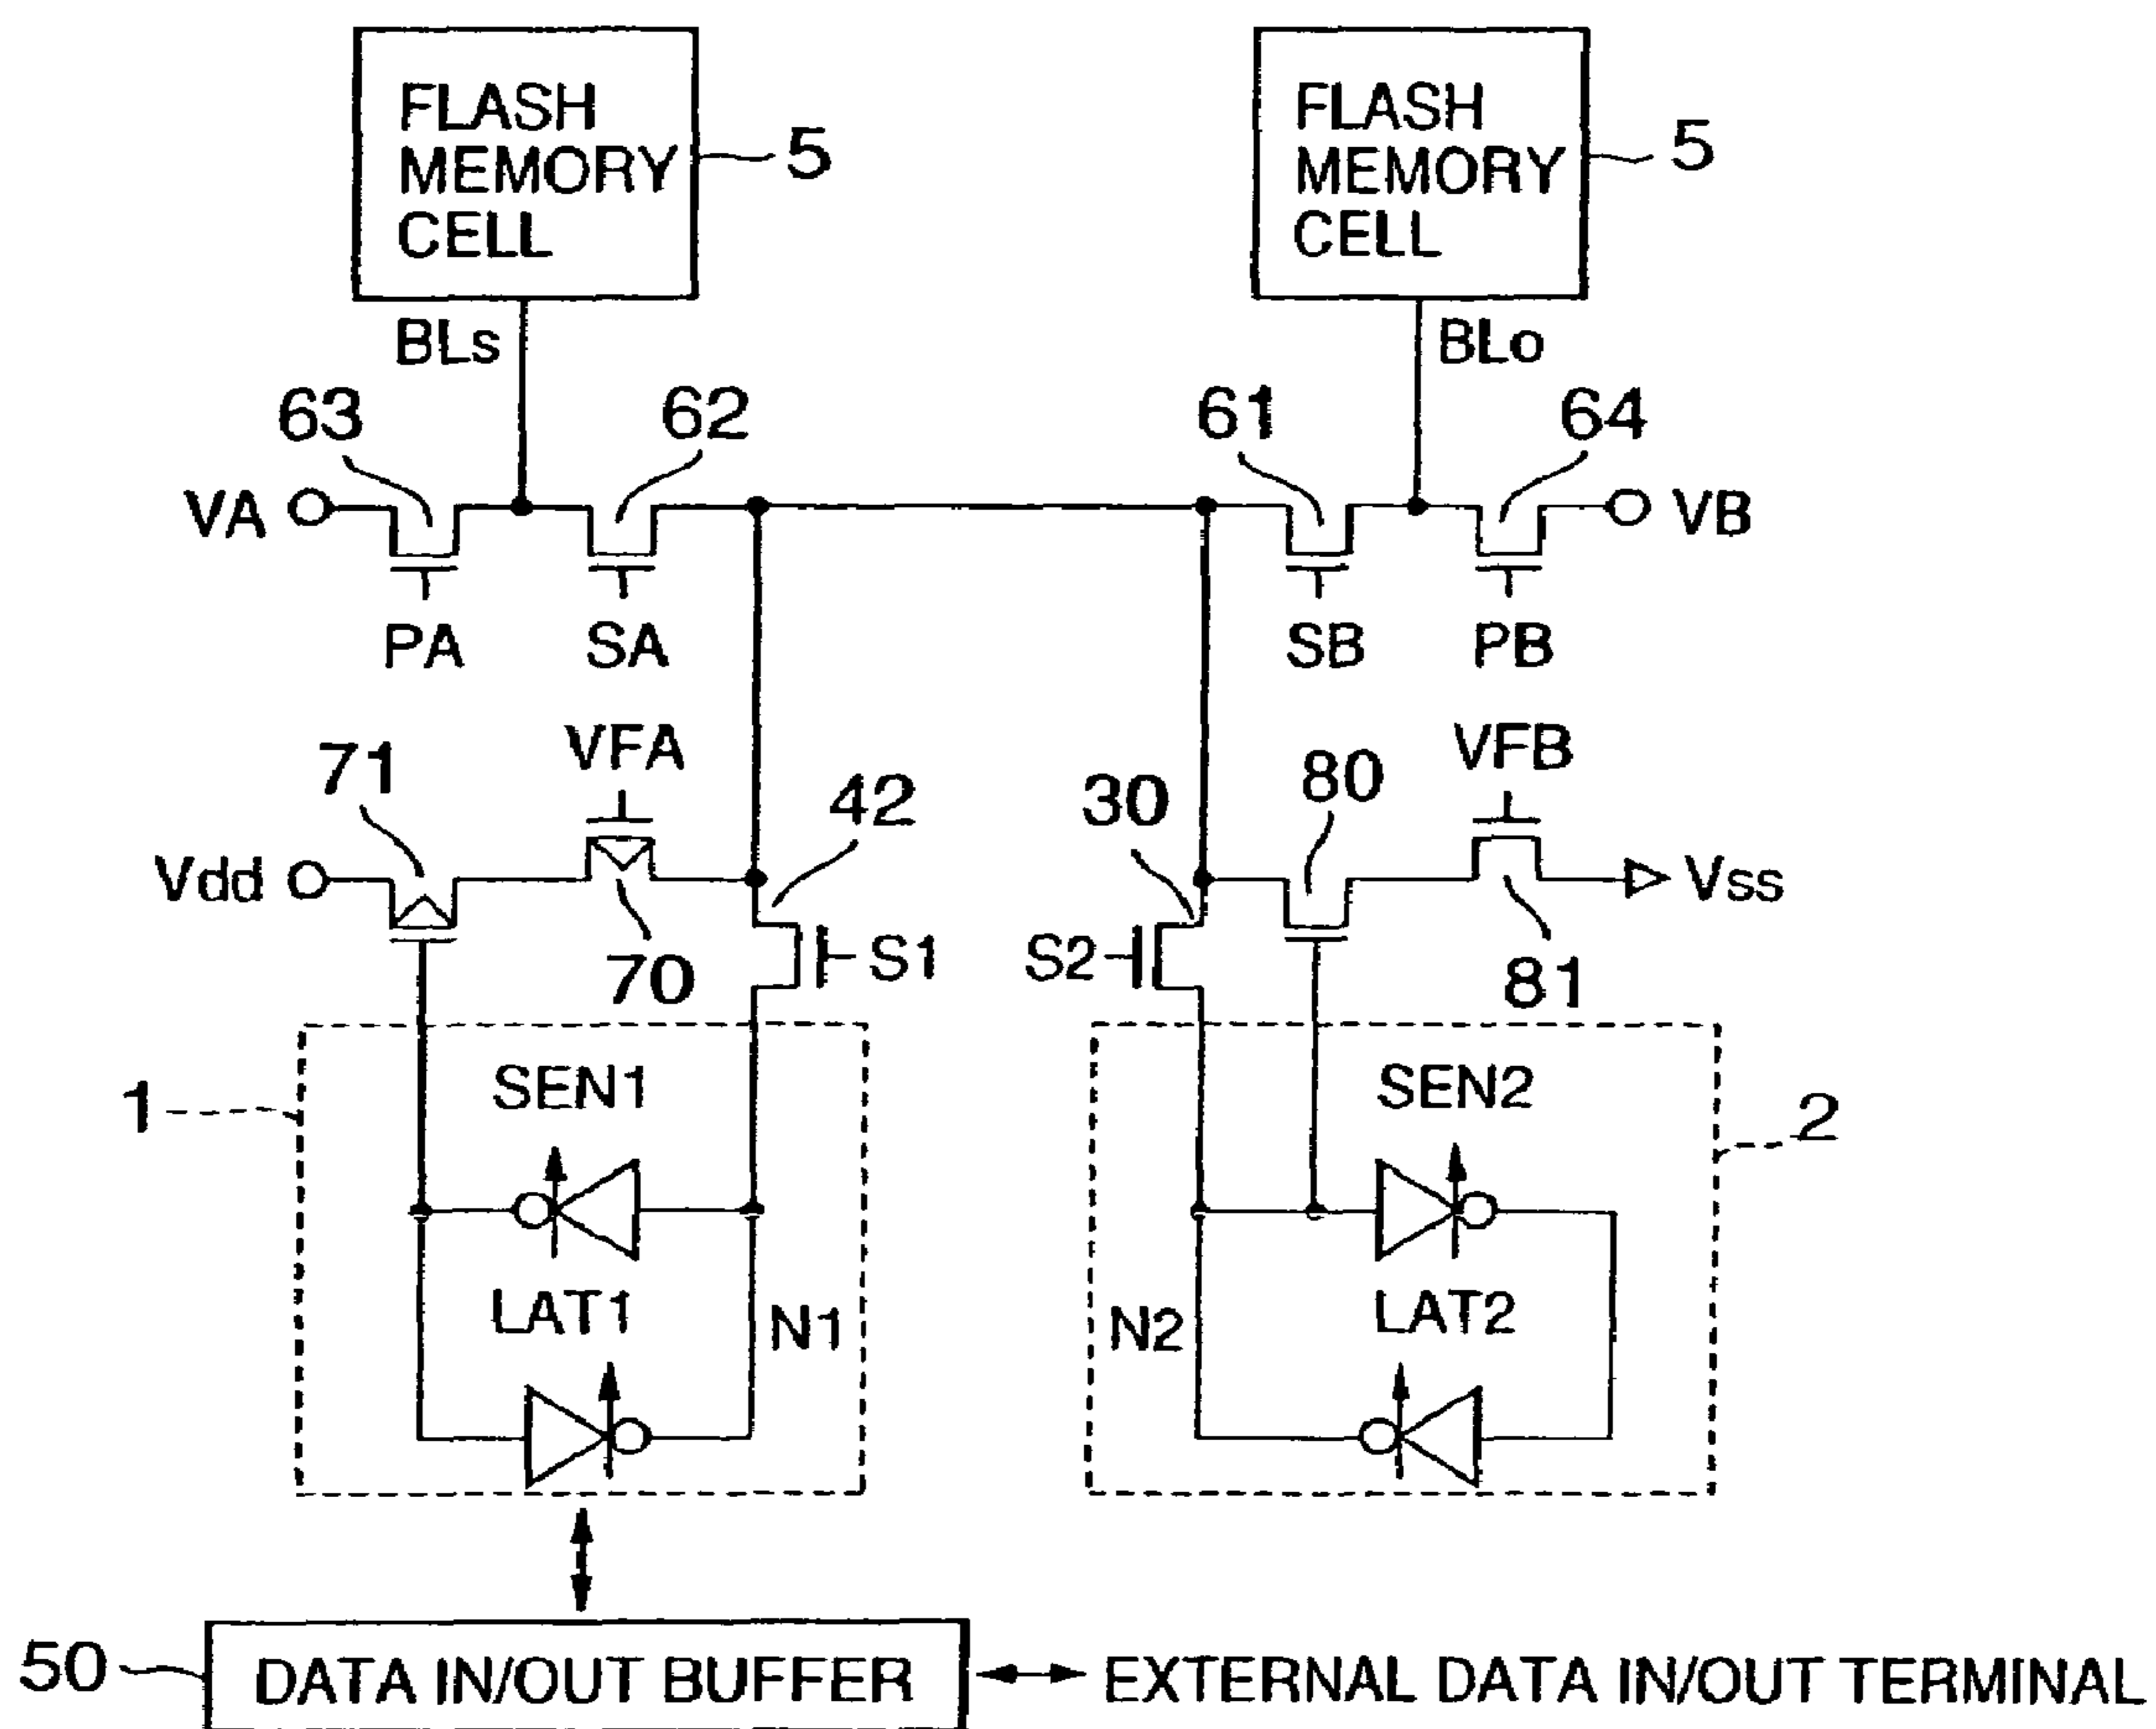 FLASH
MEMORY
CELL
5
FLASH
MEMORY
CELL
5
BLs
BLo
63
62
61
64
VA
VB
PA
SA
SB
PB
71
VFA
42
30
80
VFB
Vdd
Vss
70
S1
S2
81
1
SEN1
SEN2
2
LAT1
N1
N2
LAT2
50
DATA IN/OUT BUFFER
EXTERNAL DATA IN/OUT TERMINAL